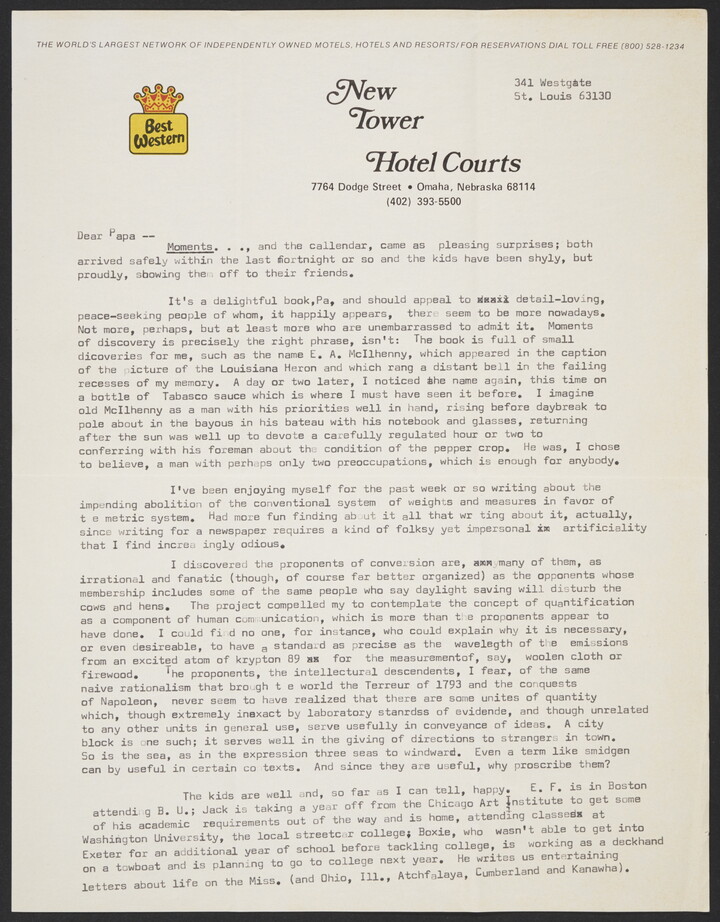 THE WORLD'S LARGEST NETWORK OF INDEPENDENTLY OWNED MOTELS, HOTELS AND RESORTS/FOR RESERVATIONS DIAL TOLL FREE (800) 528-1234
341 Westgate
St. Louis 63130
Best
Western
New
Tower
Hotel Courts
7764 Dodge Street • Omaha, Nebraska 68114
(402) 393-5500
Dear Papa --
Moments. . ., and the callendar, came as pleasing surprises; both
arrived safely within the last fortnight or so and the kids have been shyly, but
proudly, showing them off to their friends.
It's a delightful book,Pa, and should appeal to detail-loving,
peace-seeking people of whom, it happily appears, there seem to be more nowadays.
Not more, perhaps, but at least more who are unembarrassed to admit it. Moments
of discovery is precisely the right phrase, isn't: The book is full of small
dicoveries for me, such as the name E. A. McIlhenny, which appeared in the caption
of the picture of the Louisiana Heron and which rang a distant bell in the failing
recesses of my memory. A day or two later, I noticed the name again, this time on
a bottle of Tabasco sauce which is where I must have seen it before. I imagine
old McIlhenny as a man with his priorities well in hand, rising before daybreak to
pole about in the bayous in his bateau with his notebook and glasses, returning
after the sun was well up to devote a carefully regulated hour or two to
conferring with his foreman about the condition of the pepper crop. He was, I chose
to believe, a man with perhaps only two preoccupations, which is enough for anybody.
I've been enjoying myself for the past week or so writing about the
impending abolition of the conventional system of weights and measures in favor of
t e metric system. Had more fun finding about it all that wr ting about it, actually,
since writing for a newspaper requires a kind of folksy yet impersonal artificiality
that I find increa ingly odious.
I discovered the proponents of conversion are, many of them, as
irrational and fanatic (though, of course far better organized) as the opponents whose
membership includes some of the same people who say daylight saving will disturb the
cows and hens. The project compelled my to contemplate the concept of quantification
as a component of human communication, which is more than the proponents appear to
have done. I could find no one, for instance, who could explain why it is necessary,
or even desireable, to have a standard as precise as the wavelegth of the emissions
from an excited atom of krypton 89 for the measurementof, say, woolen cloth or
firewood. The proponents, the intellectural descendents, I fear, of the same
naive rationalism that brough t e world the Terreur of 1793 and the conquests
of Napoleon, never seem to have realized that there are some unites of quantity
which, though extremely inexact by laboratory stanrdss of evidende, and though unrelated
to any other units in general use, serve usefully in conveyance of ideas. A city
block is one such; it serves well in the giving of directions to strangers in town.
So is the sea, as in the expression three seas to windward. Even a term like smidgen
can by useful in certain co texts. And since they are useful, why proscribe them?
The kids are well and, so far as I can tell, happy. E. F. is in Boston
attendi g B. U.; Jack is taking a year off from the Chicago Art Institute to get some
of his academic requirements out of the way and is home, attending classes at
Washington University, the local streetcar college; Boxie, who wasn't able to get into
Exeter for an additional year of school before tackling college, is working as a deckhand
on a towboat and is planning to go to college next year. He writes us entertaining
letters about life on the Miss. (and Ohio, Ill., Atchfalaya, Cumberland and Kanawha).